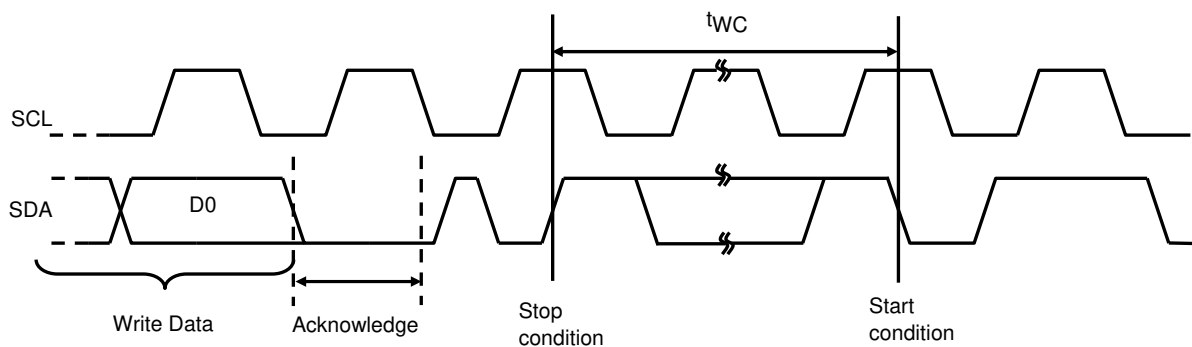 tWC
SCL
SDA
D0
Write Data
Acknowledge
Stop
condition
Start
condition